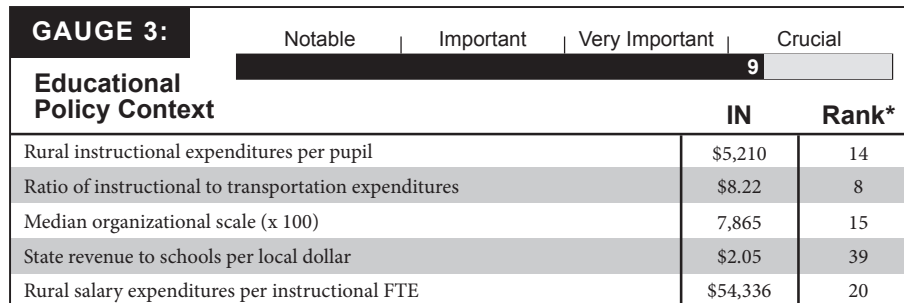 GAUGE 3:
Notable Important Very Important Crucial
9
Educational
Policy Context
IN Rank*
Rural instructional expenditures per pupil $5,210 14
Ratio of instructional to transportation expenditures $8.22 8
Median organizational scale (x 100) 7,865 15
State revenue to schools per local dollar $2.05 39
Rural salary expenditures per instructional FTE $54,336 20